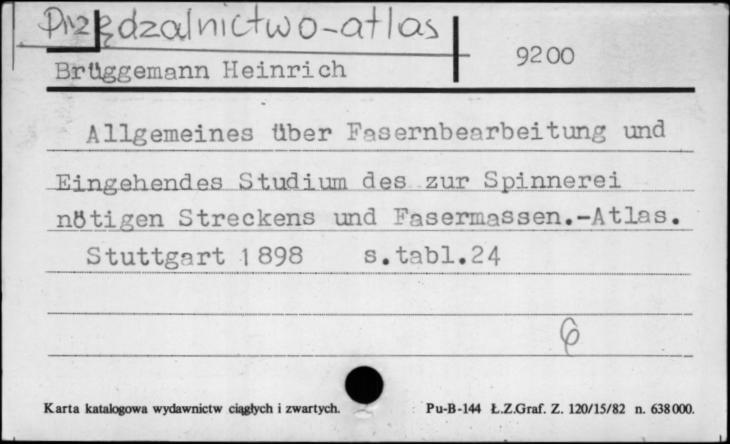 Przędzalnictwo-atlas
9200
Brüggemann Heinrich
Allgemeines über Fasernbearbeitung und
Eingehendes Studium des zur Spinnerei
nötigen Streckens und Fasermassen.-Atlas.
Stuttgart 1898 s.tabl.24
6
Karta katalogowa wydawnictw ciągłych i zwartych. Pu-B-144 Ł.Z.Graf. Z. 120/15/82 n. 638000.